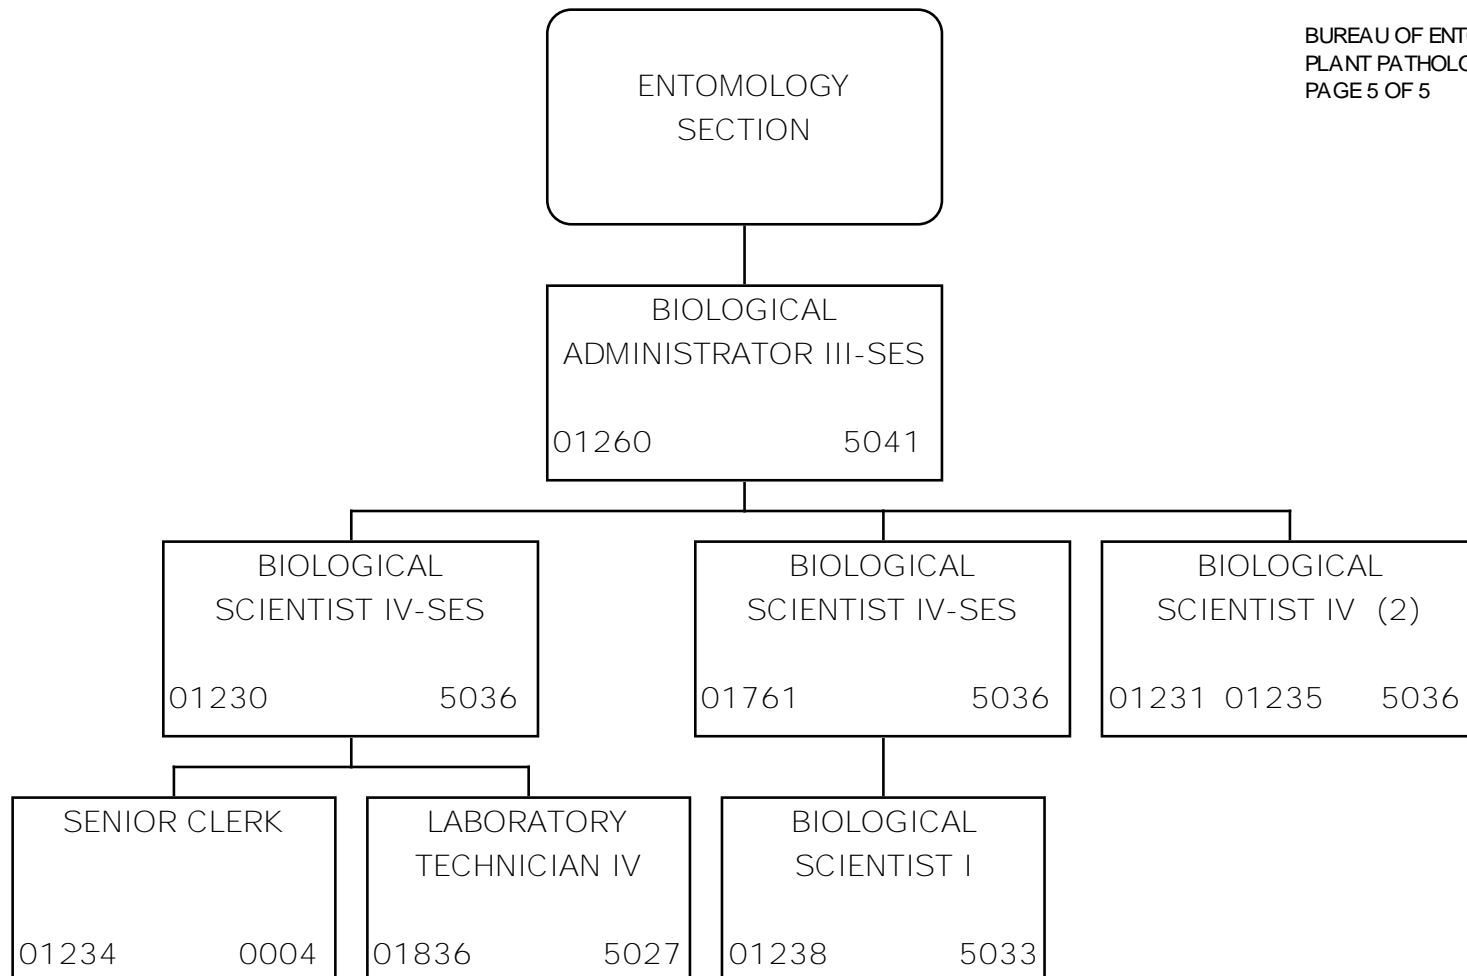 BUREAU OF
PLANT
PAGE 5 OF 5
ENTOMOLOGY
SECTION
BIOLOGICAL
ADMINISTRATOR III-SES
01260 5041
BIOLOGICAL
SCIENTIST IV-SES
01230 5036
BIOLOGICAL
SCIENTIST IV-SES
01761 5036
BIOLOGICAL
SCIENTIST IV (2)
01231 01235 5036
SENIOR CLERK
01234 0004
LABORATORY
TECHNICIAN IV
01836 5027
BIOLOGICAL
SCIENTIST I
01238 5033